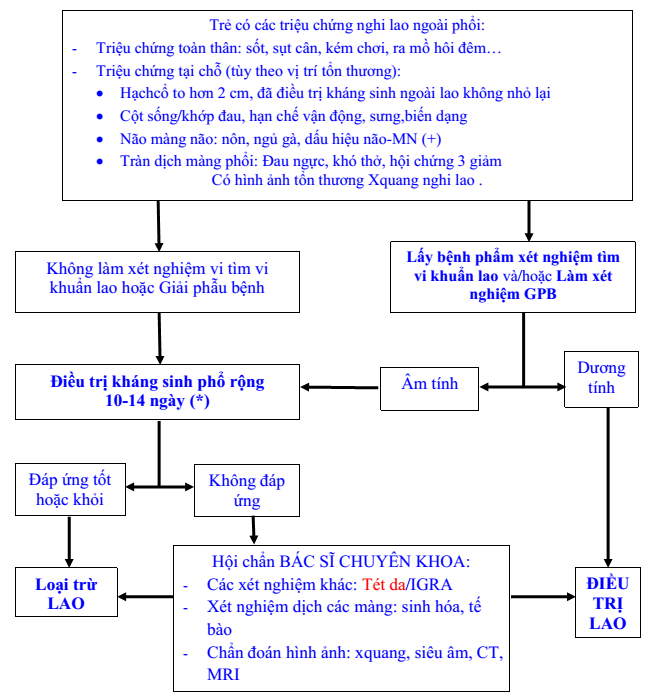 Trẻ có các triệu chứng nghi lao ngoài phổi:
- Triệu chứng toàn thân: sốt, sụt cân, kém chơi, ra mồ hôi đêm…
- Triệu chứng tại chỗ (tùy theo vị trí tổn thương):
• Hạchcổ to hơn 2 cm, đã điều trị kháng sinh ngoài lao không nhỏ lại
• Cột sống/khớp đau, hạn chế vận động, sưng,biến dạng
• Não màng não: nôn, ngủ gà, dấu hiệu não-MN (+)
• Tràn dịch màng phổi: Đau ngực, khó thở, hội chứng 3 giảm
Có hình ảnh tổn thương Xquang nghi lao .
Không làm xét nghiệm vi tìm vi
khuẩn lao hoặc Giải phẫu bệnh
Lấy bệnh phẩm xét nghiệm tìm
vi khuẩn lao và/hoặc Làm xét
nghiệm GPB
Điều trị kháng sinh phổ rộng
10-14 ngày (*)
Âm tính
Dương
tính
Đáp ứng tốt
hoặc khỏi
Không đáp
ứng
Loại trừ
LAO
Hội chẩn BÁC SĨ CHUYÊN KHOA:
- Các xét nghiệm khác: Tét da/IGRA
- Xét nghiệm dịch các màng: sinh hóa, tế
bào
- Chẩn đoán hình ảnh: xquang, siêu âm, CT,
MRI
ĐIỀU
TRỊ
LAO